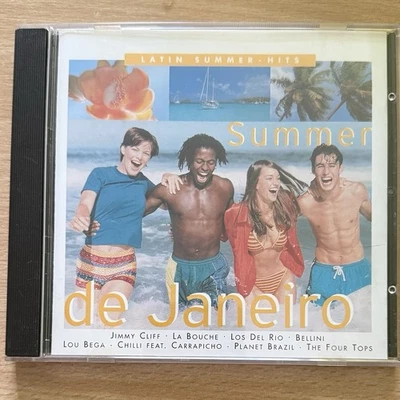 LATIN SUMMER-HITS
Summer
de Janeiro
JIMMY CLIFF · LA BOUCHE · LOS DEL RIO · BELLINI
LOU BEGA · CHILLI FEAT. CARRAPICHO · PLANET BRAZIL · THE FOUR TOPS